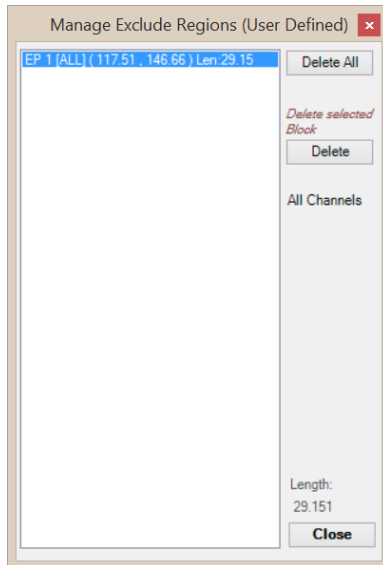 Manage Exclude Regions (User Defined)
EP 1 [ALL] ( 117.51 , 146.66 ) Len:29.15
Delete All
Delete selected
Block
Delete
All Channels
Length:
29.151
Close